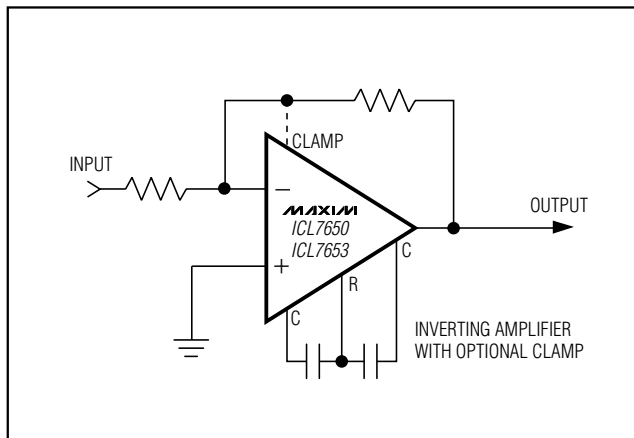 CLAMP
INPUT
−
MAXIM
ICL7650
ICL7653
OUTPUT
+
C
R
C
INVERTING AMPLIFIER
WITH OPTIONAL CLAMP